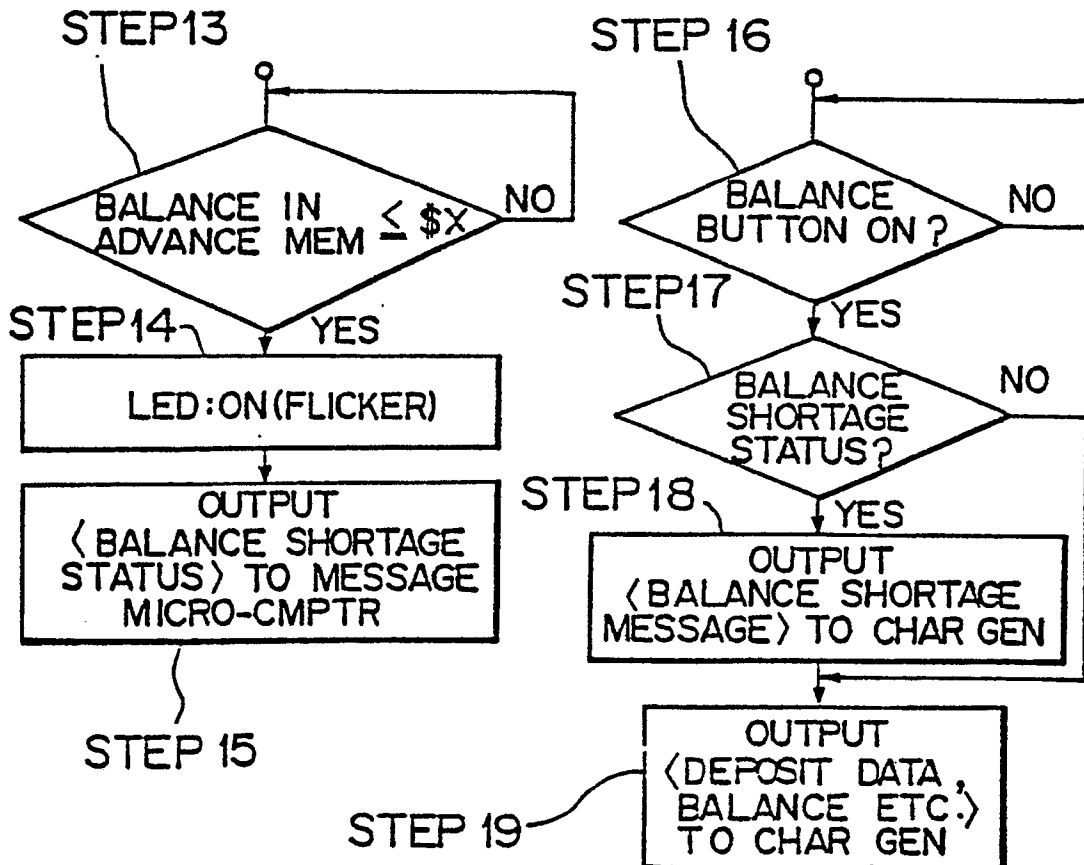 STEP13
BALANCE IN
ADVANCE MEM ≤ $X
NO
YES
STEP14
LED:ON(FLICKER)
OUTPUT
〈BALANCE SHORTAGE
STATUS〉 TO MESSAGE
MICRO-CMPTR
STEP 15
STEP 16
BALANCE
BUTTON ON?
NO
YES
STEP17
BALANCE
SHORTAGE
STATUS?
NO
YES
STEP18
OUTPUT
〈BALANCE SHORTAGE
MESSAGE〉 TO CHAR GEN
OUTPUT
〈DEPOSIT DATA,
BALANCE ETC.〉
TO CHAR GEN
STEP 19